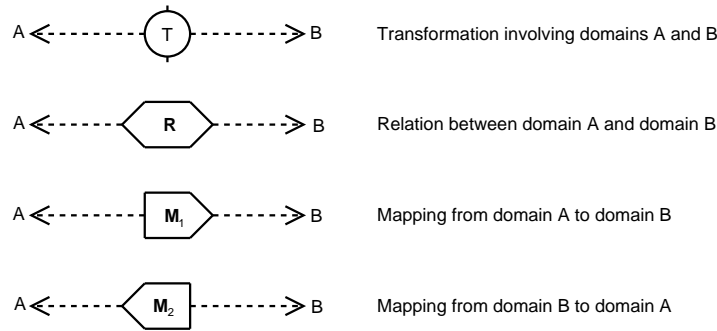 A T B Transformation involving domains A and B
A R B Relation between domain A and domain B
A M₁ B Mapping from domain A to domain B
A M₂ B Mapping from domain B to domain A